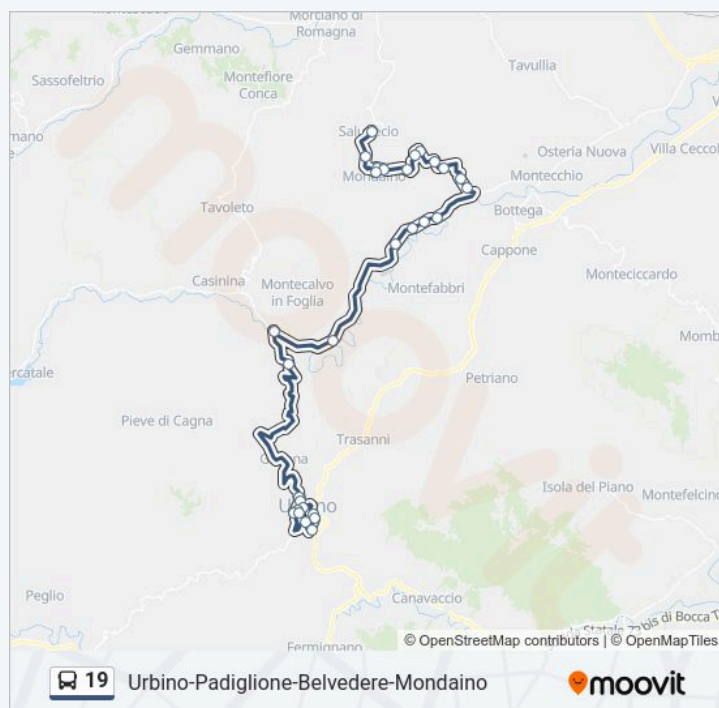 Morciano di
Romagna
Gemmano
Sassofeltrio
Montefiore
Conca
Tavullia
Mondaino
Osteria Nuova
Villa Ceccol
Montecchio
Bottega
Tavoleto
Cappone
Casinina
Montecalvo
in Foglia
Montefabbri
Monteciccardo
Momb
ercatale
Petriano
Pieve di Cagna
Trasanni
Isola del Piano
Montefelcino
Peglio
Canavaccio
Fermignano
© OpenStreetMap contributors | © OpenMapTiles
19 Urbino-Padiglione-Belvedere-Mondaino
moovit